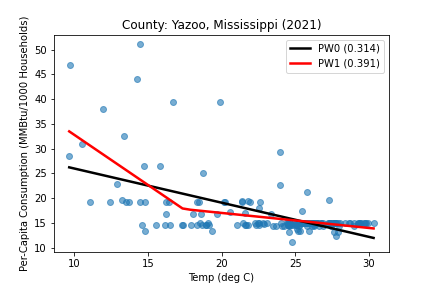 County: Yazoo, Mississippi (2021)
PW0 (0.314)
PW1 (0.391)
Per-Capita Consumption (MMBtu/1000 Households)
50
45
40
35
30
25
20
15
10
10 15 20 25 30
Temp (deg C)